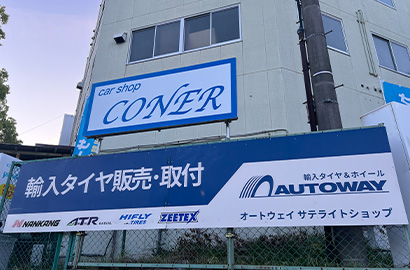 car shop
CONER
輸入タイヤ販売・取付
輸入タイヤ&ホイール
AUTOWAY
オートウェイ サテライトショップ
NANKANG
ATR RADIAL
HIFLY TIRES
ZEETEX